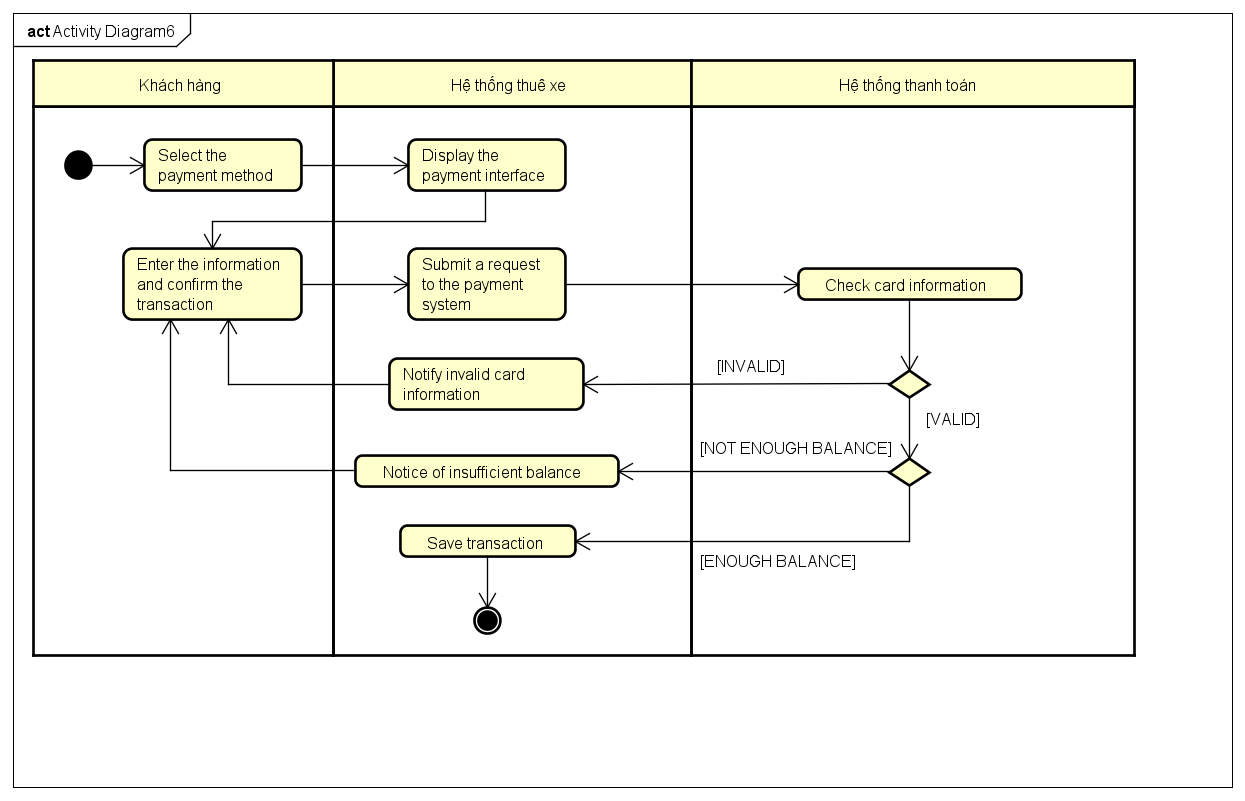 act Activity Diagram6
Khách hàng
Hệ thống thuê xe
Hệ thống thanh toán
Select the
payment method
Display the
payment interface
Enter the information
and confirm the
transaction
Submit a request
to the payment
system
Check card information
[INVALID]
Notify invalid card
information
[VALID]
[NOT ENOUGH BALANCE]
Notice of insufficient balance
Save transaction
[ENOUGH BALANCE]